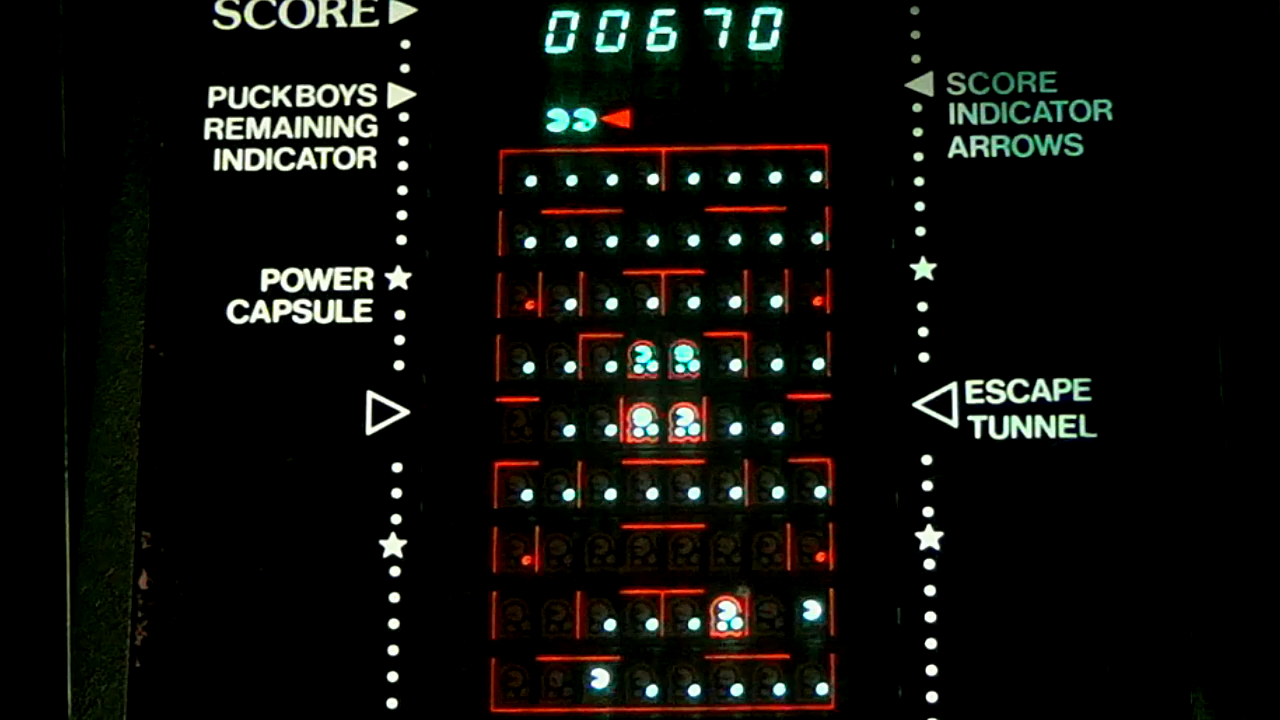 SCORE
00670
PUCKBOYS
REMAINING
INDICATOR
SCORE
INDICATOR
ARROWS
POWER
CAPSULE
ESCAPE
TUNNEL